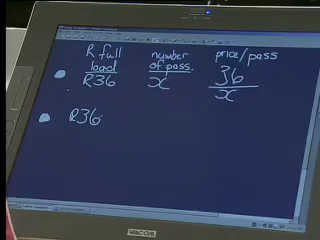 R full number price/pass
load of pass.
R36 x 36
x
R36
WACOM